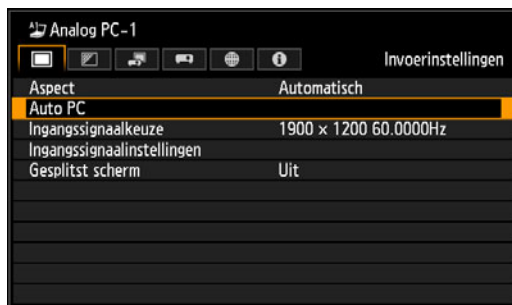 Analog PC-1
Invoerinstellingen
Aspect Automatisch
Auto PC
Ingangssignaalkeuze 1900 × 1200 60.0000Hz
Ingangssignaalinstellingen
Gesplitst scherm Uit